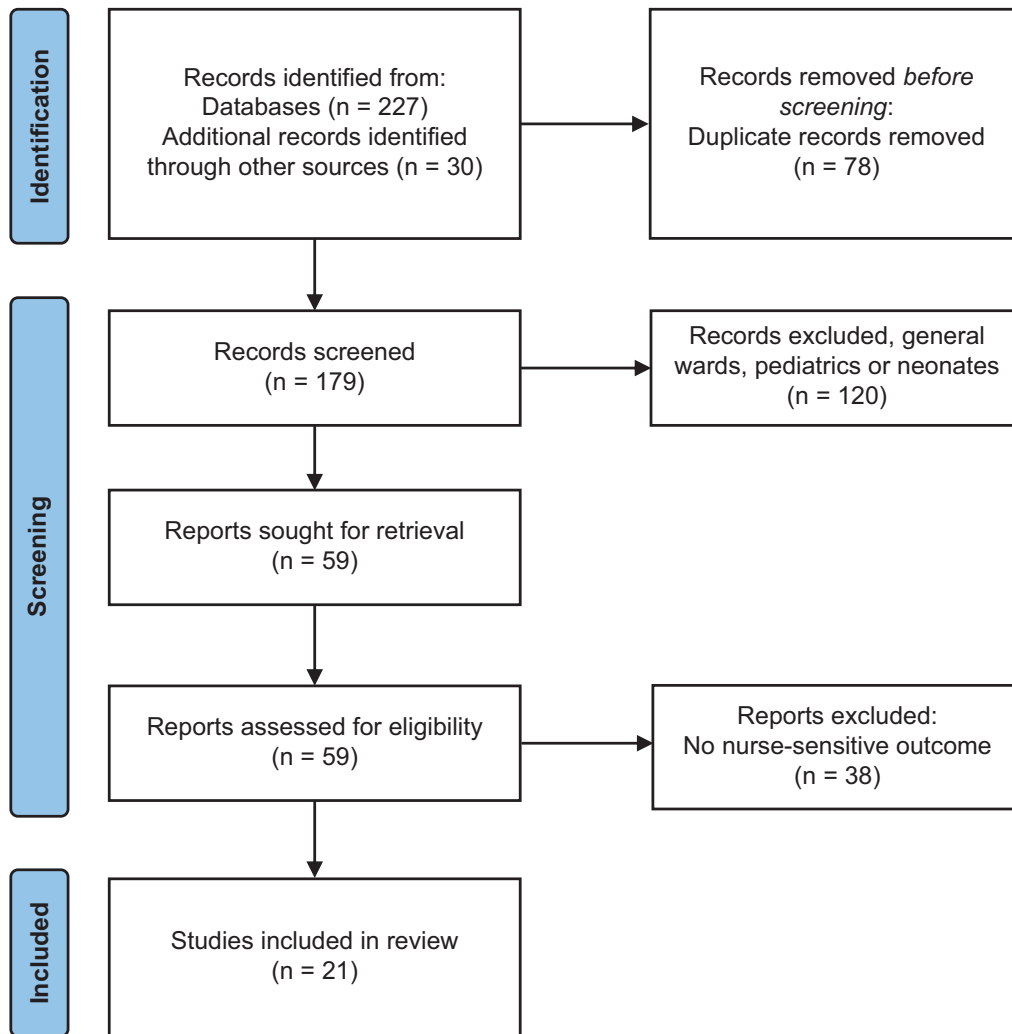 Identification
Records identified from:
Databases (n = 227)
Additional records identified
through other sources (n = 30)
Records removed before
screening:
Duplicate records removed
(n = 78)
Screening
Records screened
(n = 179)
Records excluded, general
wards, pediatrics or neonates
(n = 120)
Reports sought for retrieval
(n = 59)
Reports assessed for eligibility
(n = 59)
Reports excluded:
No nurse-sensitive outcome
(n = 38)
Included
Studies included in review
(n = 21)